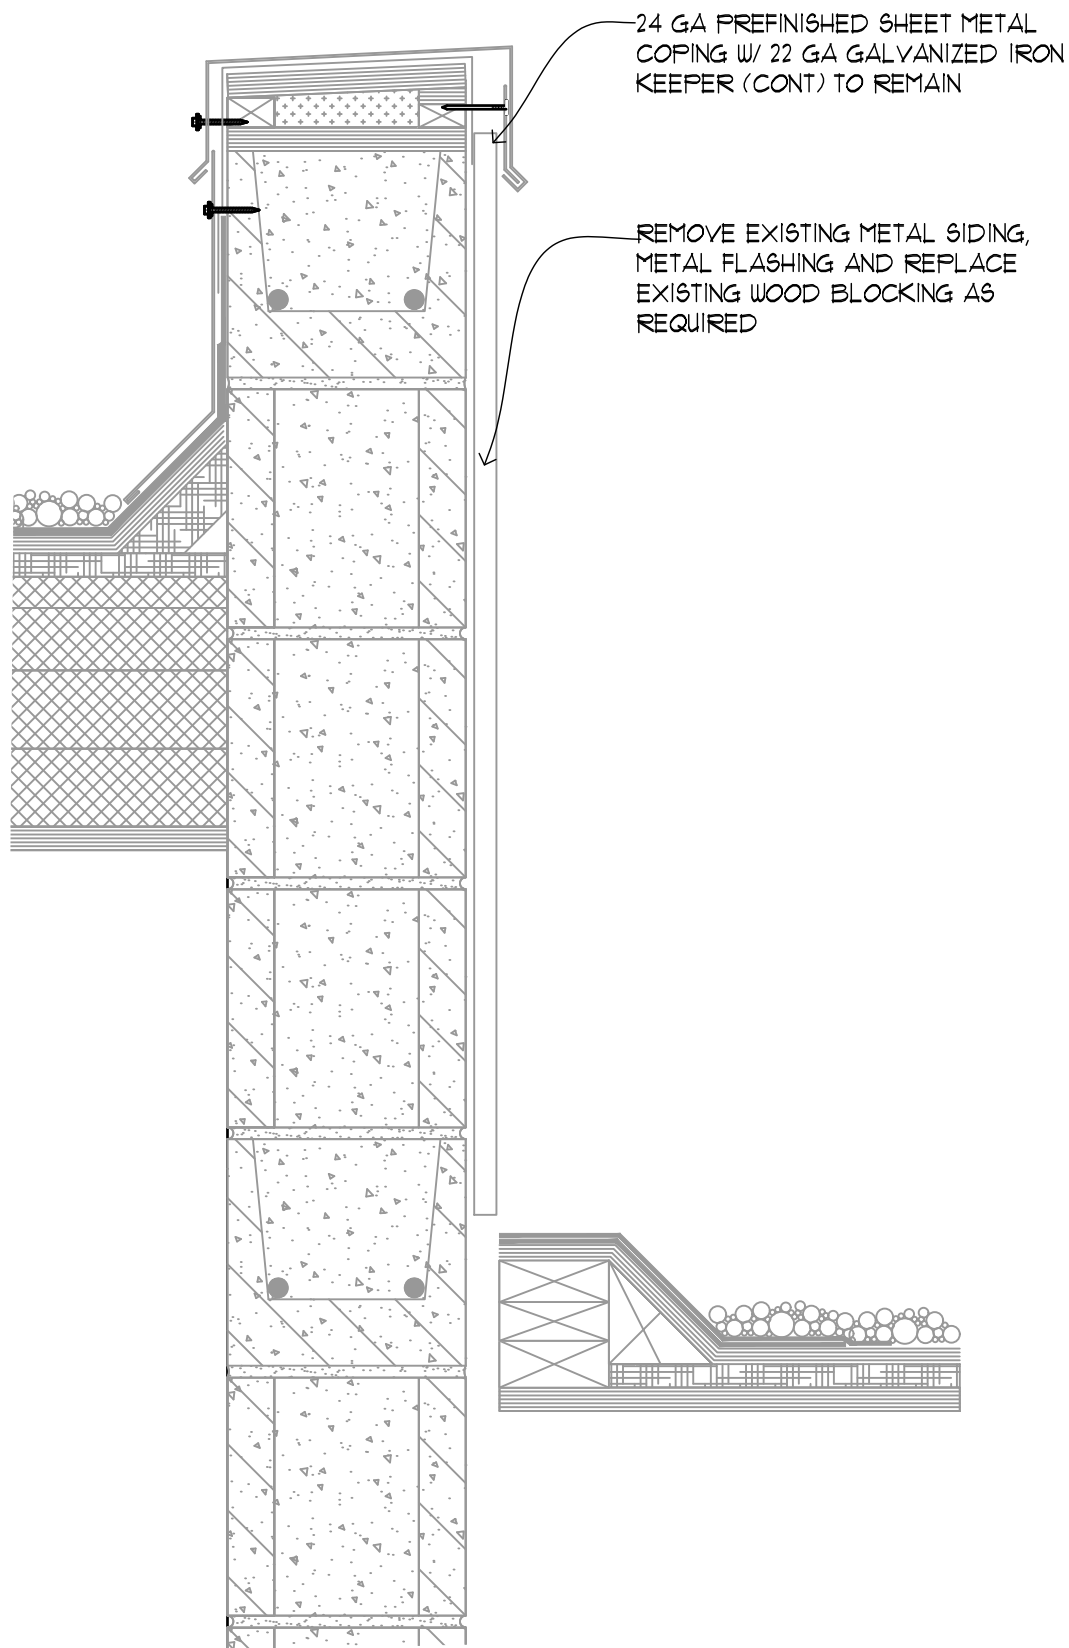 24 GA PREFINISHED SHEET METAL
COPING W/ 22 GA GALVANIZED IRON
KEEPER (CONT) TO REMAIN
REMOVE EXISTING METAL SIDING,
METAL FLASHING AND REPLACE
EXISTING WOOD BLOCKING AS
REQUIRED